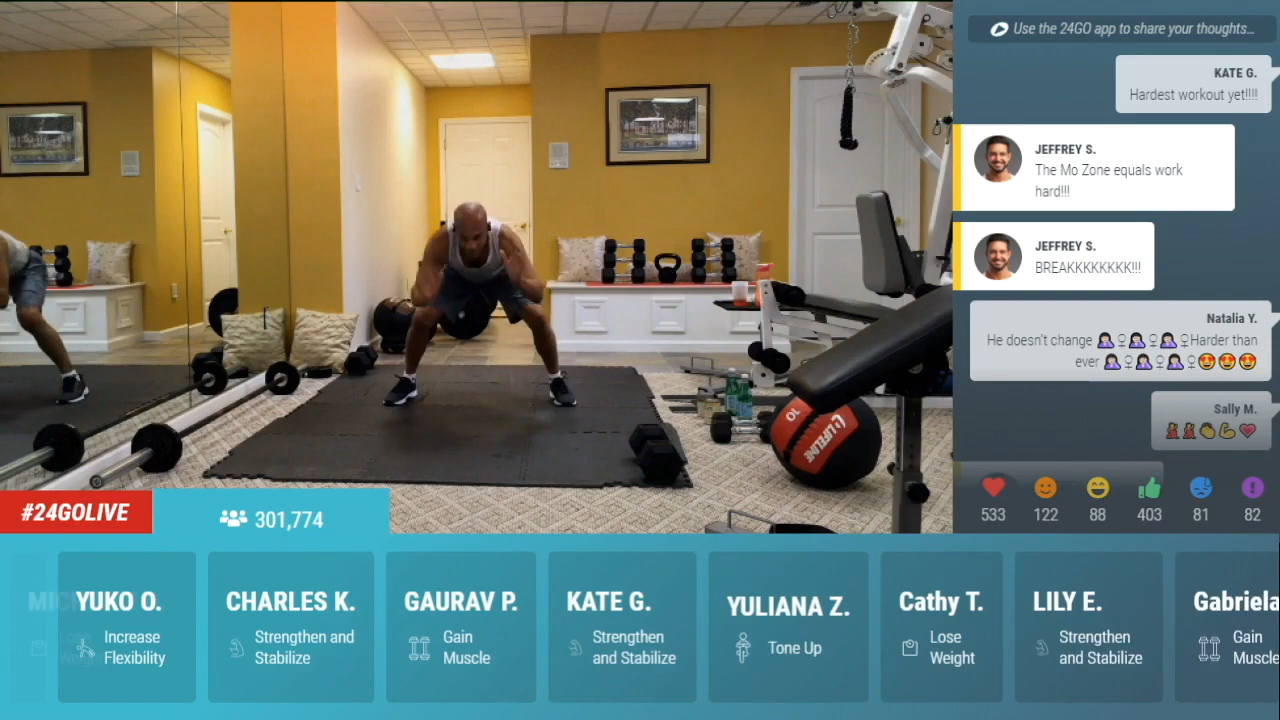 Use the 24GO app to share your thoughts...
KATE G.
Hardest workout yet!!!!
JEFFREY S.
The Mo Zone equals work
hard!!!
JEFFREY S.
BREAKKKKKKKK!!!
Natalia Y.
He doesn't change 🤦🏻‍♀️🤦🏻‍♀️🤦🏻‍♀️Harder than
ever 🤦🏻‍♀️🤦🏻‍♀️🤦🏻‍♀️😍😍😍
Sally M.
533 122 88 403 81 82
10
LIFELINE
#24GOLIVE
301,774
YUKO O.
Increase
Flexibility
CHARLES K.
Strengthen and
Stabilize
GAURAV P.
Gain
Muscle
KATE G.
Strengthen
and Stabilize
YULIANA Z.
Tone Up
Cathy T.
Lose
Weight
LILY E.
Strengthen
and Stabilize
Gabriela
Gain
Muscle